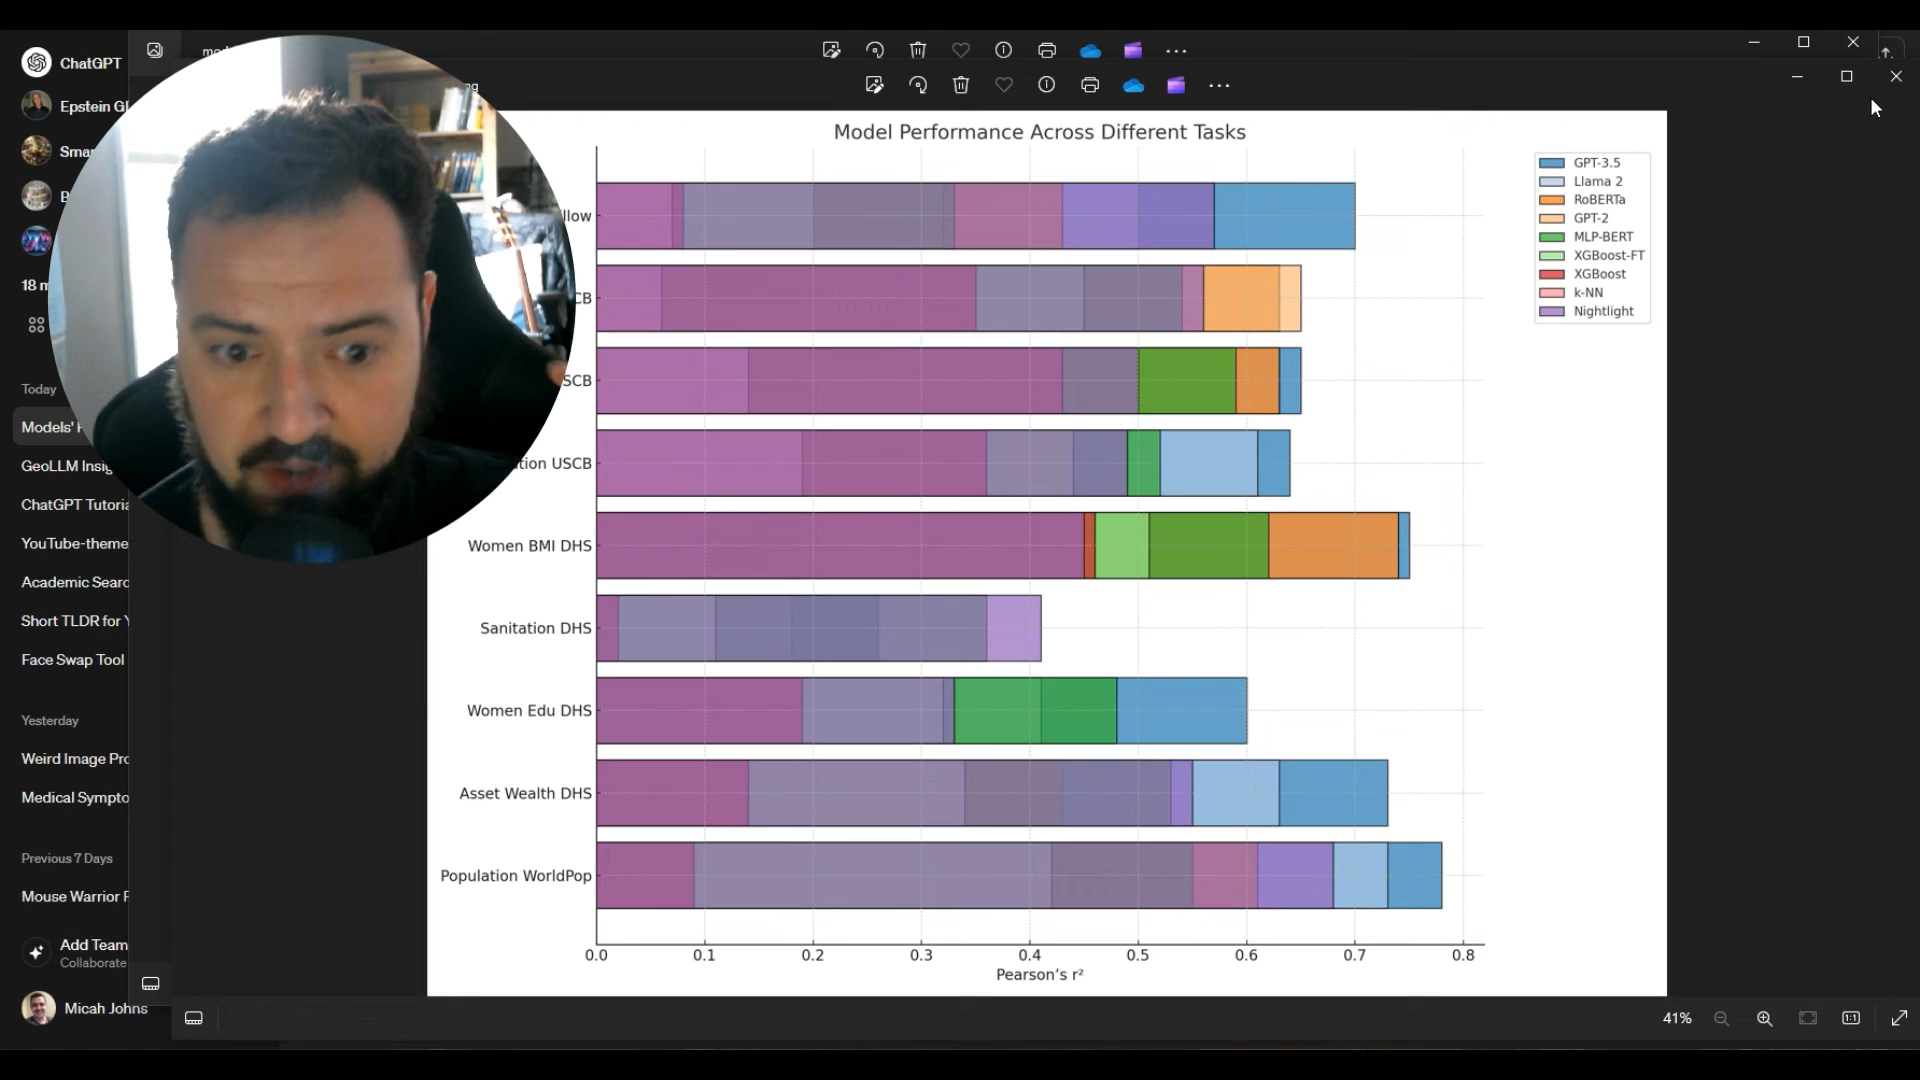 ChatGPT
Epstein Gl
Sma
18 m
Today
Models'
GeoLLM Insig
ChatGPT Tutoria
YouTube-theme
Academic Searc
Short TLDR for Y
Face Swap Tool
Yesterday
Weird Image Pro
Medical Sympto
Previous 7 Days
Mouse Warrior F
Add Team
Collaborate
Micah Johns
Model Performance Across Different Tasks
llow
CB
SCB
tion USCB
Women BMI DHS
Sanitation DHS
Women Edu DHS
Asset Wealth DHS
Population WorldPop
0.0 0.1 0.2 0.3 0.4 0.5 0.6 0.7 0.8
Pearson’s r²
GPT-3.5
Llama 2
RoBERTa
GPT-2
MLP-BERT
XGBoost-FT
XGBoost
k-NN
Nightlight
41%
1:1